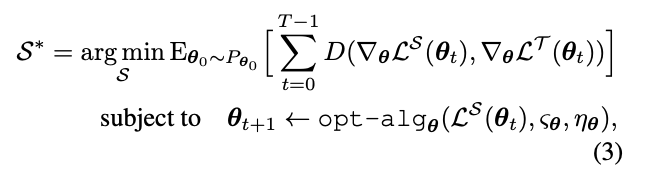 𝒮* = arg min_𝒮 E_{θ₀∼P_{θ₀}} [ ∑_{t=0}^{T−1} D(∇_θ ℒ^𝒮(θ_t), ∇_θ ℒ^𝒯(θ_t)) ]
subject to θ_{t+1} ← opt-alg_θ(ℒ^𝒮(θ_t), ς_θ, η_θ),
(3)